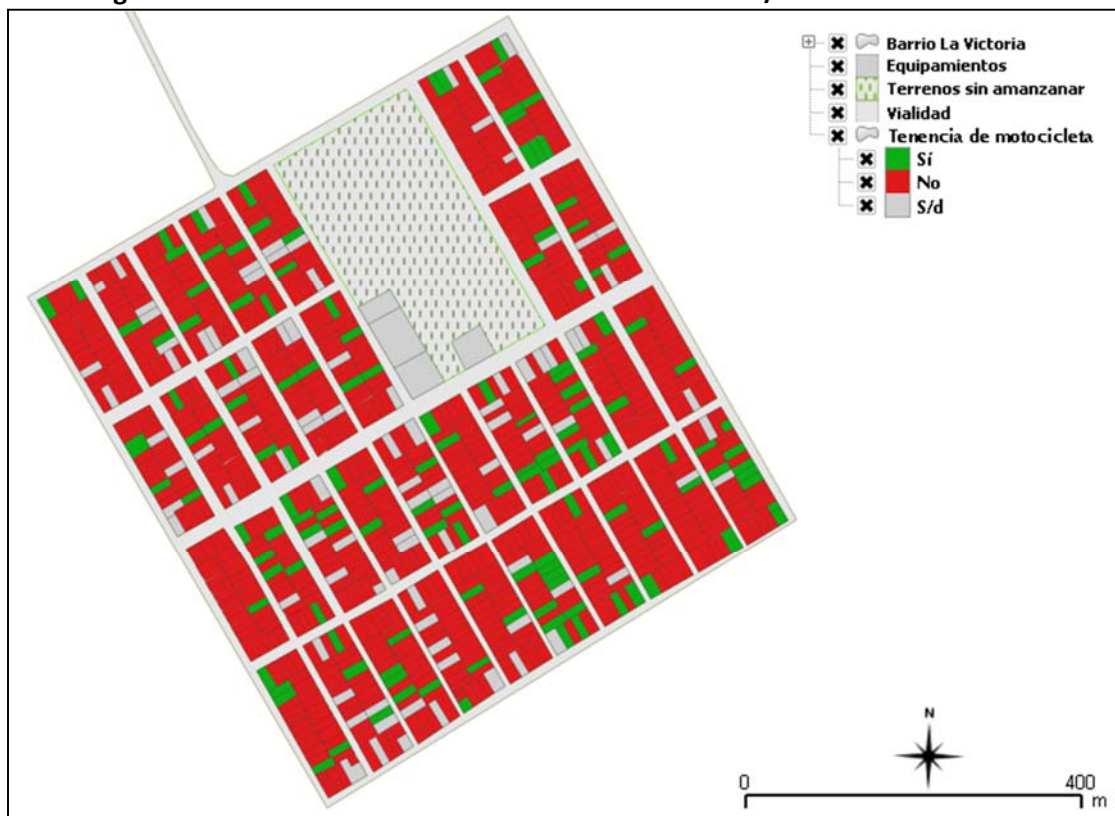 Barrio La Victoria
Equipamientos
Terrenos sin amanzanar
Vialidad
Tenencia de motocicleta
Sí
No
S/d
N
0 400
m